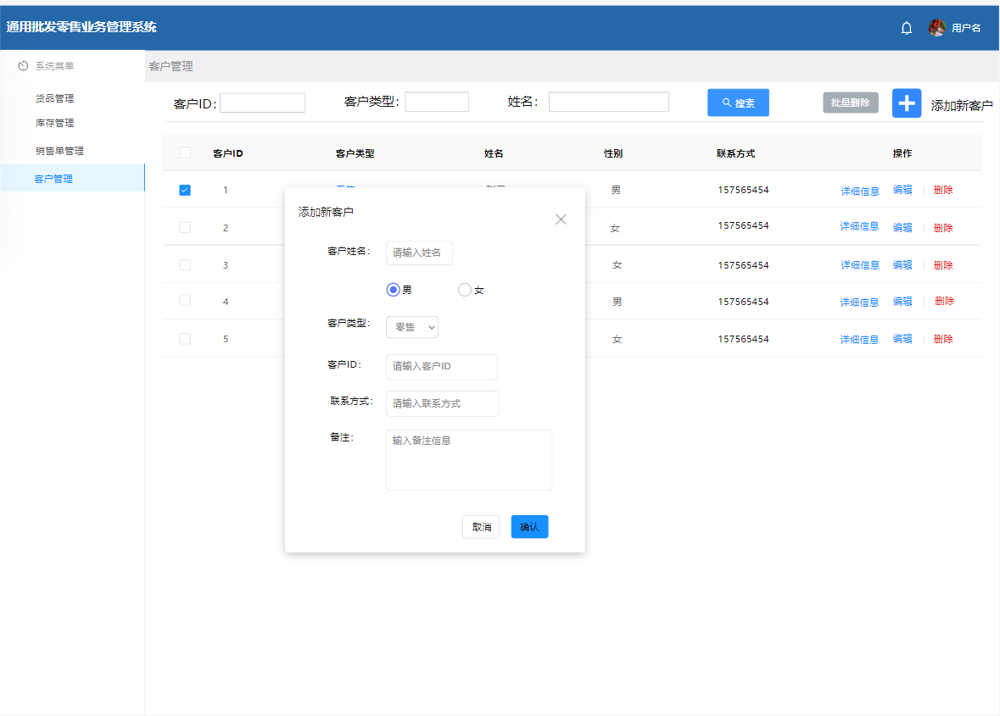 通用批发零售业务管理系统
用户名
系统菜单
货品管理
库存管理
销售单管理
客户管理
客户管理
客户ID: 客户类型: 姓名: 搜索 批量删除 添加新客户
客户ID 客户类型 姓名 性别 联系方式 操作
1 男 157565454 详细信息 编辑 删除
2 女 157565454 详细信息 编辑 删除
3 女 157565454 详细信息 编辑 删除
4 男 157565454 详细信息 编辑 删除
5 女 157565454 详细信息 编辑 删除
添加新客户
客户姓名: 请输入姓名
男 女
客户类型: 零售
客户ID: 请输入客户ID
联系方式: 请输入联系方式
备注: 输入备注信息
取消 确认